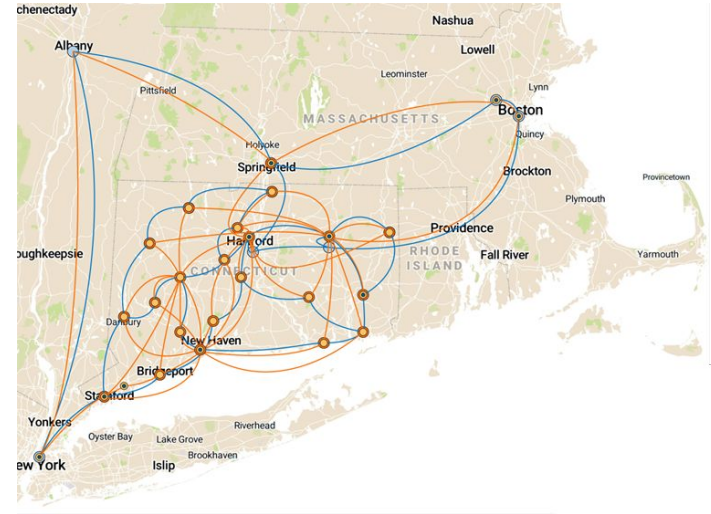 chenectady
Nashua
Albany
Lowell
Leominster
Lynn
Pittsfield
Boston
MASSACHUSETTS
Quincy
Holyoke
Springfield
Brockton
Provincetown
Plymouth
Hartford
Providence
oughkeepsie
RHODE
ISLAND
Fall River
Yarmouth
CONNECTICUT
Danbury
New Haven
Bridgeport
Stamford
Yonkers
Riverhead
Oyster Bay
Lake Grove
Brookhaven
ew York
Islip